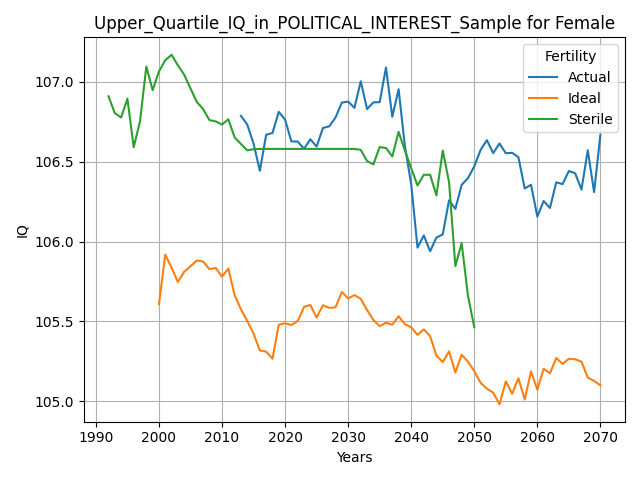 Upper_Quartile_IQ_in_POLITICAL_INTEREST_Sample for Female
Fertility
Actual
Ideal
Sterile
107.0
106.5
106.0
105.5
105.0
IQ
1990 2000 2010 2020 2030 2040 2050 2060 2070
Years